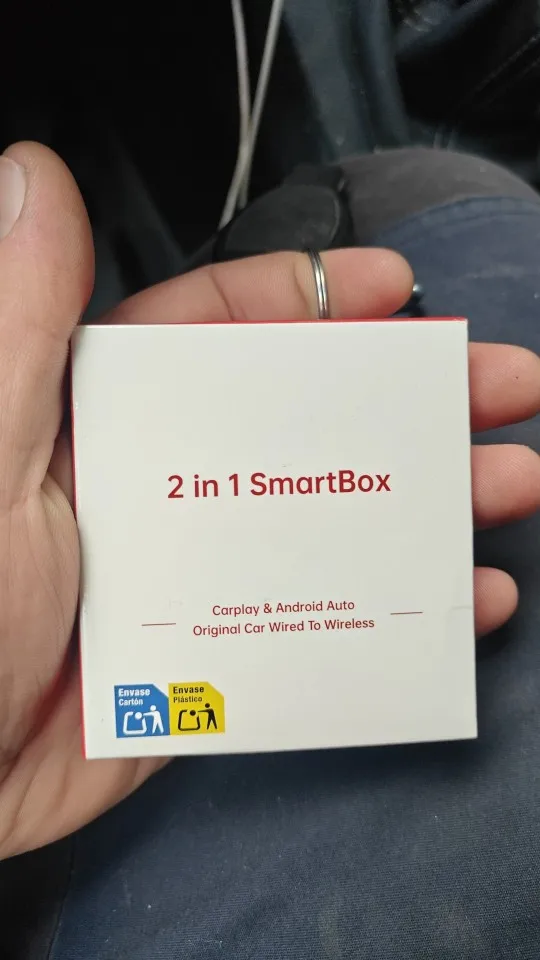 2 in 1 SmartBox
Carplay & Android Auto
Original Car Wired To Wireless
Envase
Cartón
Envase
Plástico